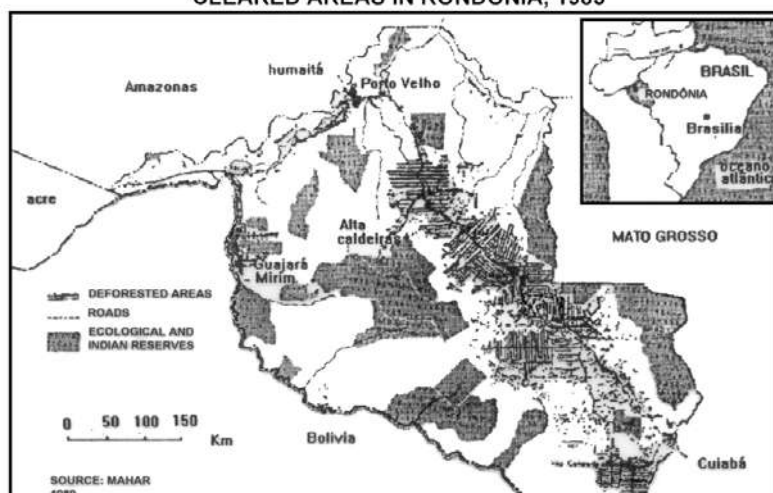 CLEARED AREAS IN RONDONIA, 1985
Amazonas
humaitá
Porto Velho
BRASIL
RONDÔNIA
Brasilia
oceano
atlântico
acre
Alta
caldeiras
MATO GROSSO
Guajará
Mirim
DEFORESTED AREAS
ROADS
ECOLOGICAL AND
INDIAN RESERVES
0 50 100 150
Km
Bolivia
Cuiabá
SOURCE: MAHAR